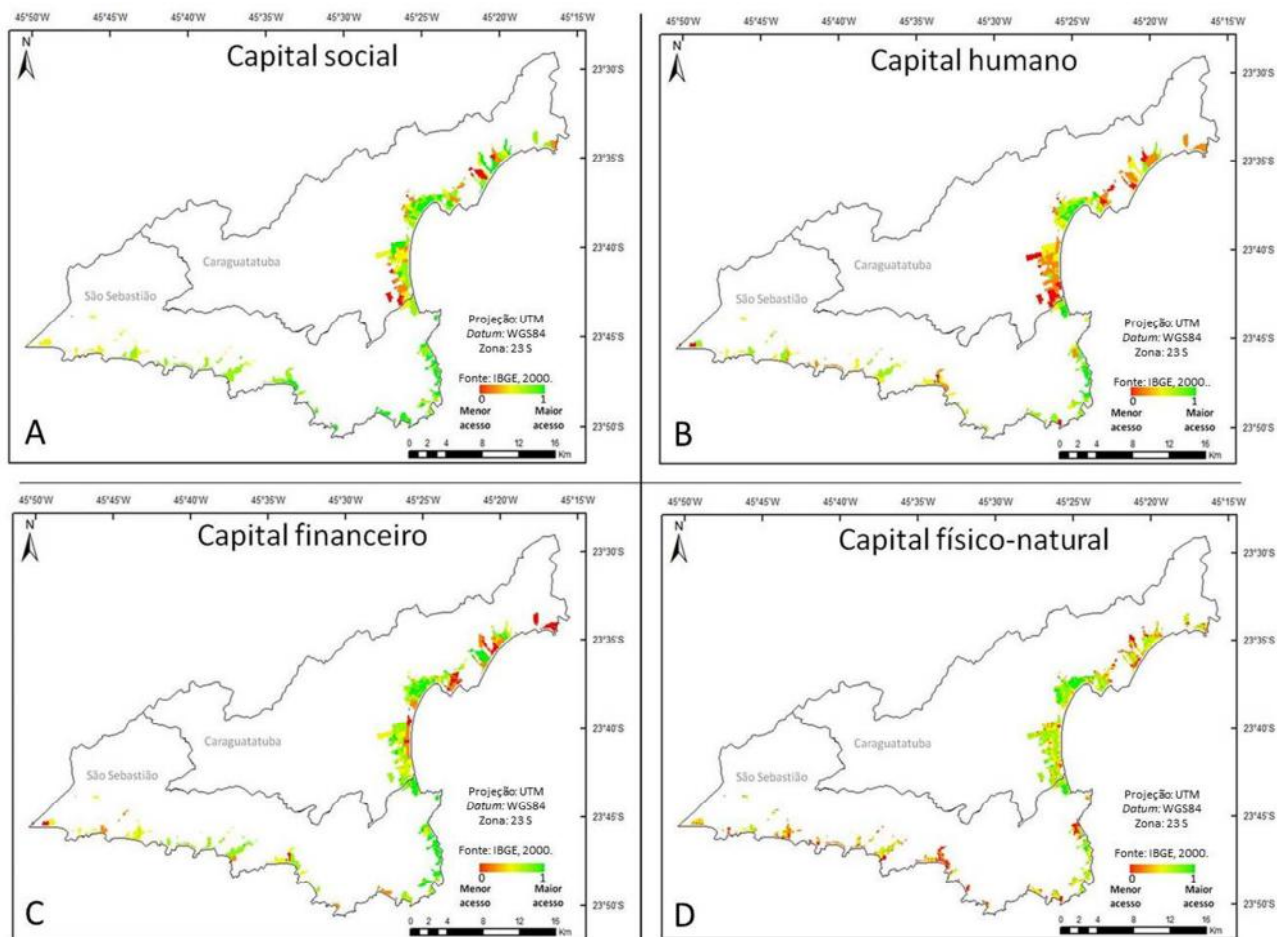 45°50'W 45°45'W 45°40'W 45°35'W 45°30'W 45°25'W 45°20'W 45°15'W
N
Capital social
23°30'S
23°35'S
23°40'S
23°45'S
23°50'S
Caraguatatuba
São Sebastião
Projeção: UTM
Datum: WGS84
Zona: 23 S
Fonte: IBGE, 2000.
0 1
Menor Maior
acesso acesso
0 2 4 8 12 16
Km
A
45°50'W 45°45'W 45°40'W 45°35'W 45°30'W 45°25'W 45°20'W 45°15'W
N
Capital humano
23°30'S
23°35'S
23°40'S
23°45'S
23°50'S
Caraguatatuba
São Sebastião
Projeção: UTM
Datum: WGS84
Zona: 23 S
Fonte: IBGE, 2000..
0 1
Menor Maior
acesso acesso
0 2 4 8 12 16
Km
B
45°50'W 45°45'W 45°40'W 45°35'W 45°30'W 45°25'W 45°20'W 45°15'W
N
Capital financeiro
23°30'S
23°35'S
23°40'S
23°45'S
23°50'S
Caraguatatuba
São Sebastião
Projeção: UTM
Datum: WGS84
Zona: 23 S
Fonte: IBGE, 2000.
0 1
Menor Maior
acesso acesso
0 2 4 8 12 16
Km
C
45°50'W 45°45'W 45°40'W 45°35'W 45°30'W 45°25'W 45°20'W 45°15'W
N
Capital físico-natural
23°30'S
23°35'S
23°40'S
23°45'S
23°50'S
Caraguatatuba
São Sebastião
Projeção: UTM
Datum: WGS84
Zona: 23 S
Fonte: IBGE, 2000.
0 1
Menor Maior
acesso acesso
0 2 4 8 12 16
Km
D